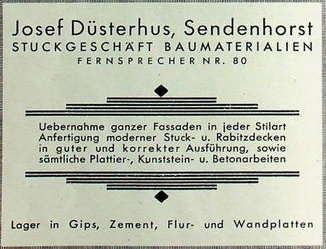 Josef Düsterhus, Sendenhorst
STUCKGESCHÄFT BAUMATERIALIEN
FERNSPRECHER NR. 80
Uebernahme ganzer Fassaden in jeder Stilart
Anfertigung moderner Stuck- u. Rabitzdecken
in guter und korrekter Ausführung, sowie
sämtliche Plattier-, Kunststein- u. Betonarbeiten
Lager in Gips, Zement, Flur- und Wandplatten